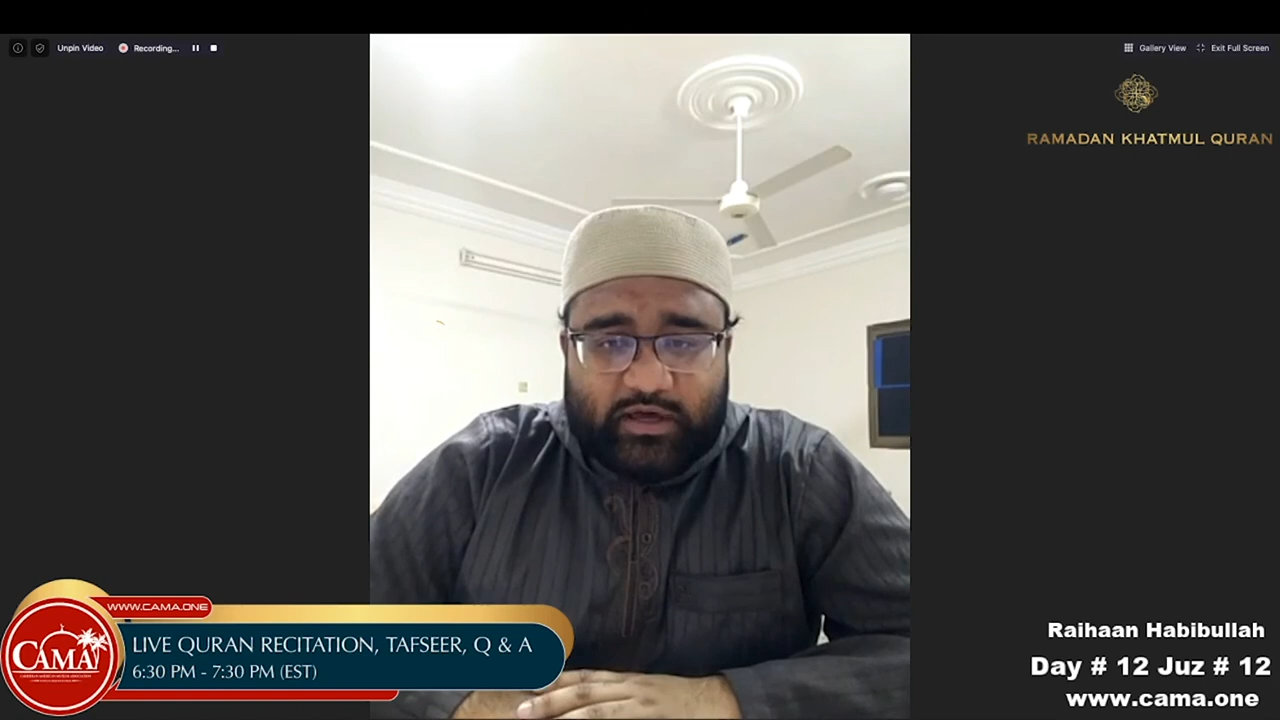 Unpin Video
Recording...
Gallery View
Exit Full Screen
RAMADAN KHATMUL QURAN
WWW.CAMA.ONE
CAMA
LIVE QURAN RECITATION, TAFSEER, Q & A
6:30 PM - 7:30 PM (EST)
Raihaan Habibullah
Day # 12 Juz # 12
www.cama.one